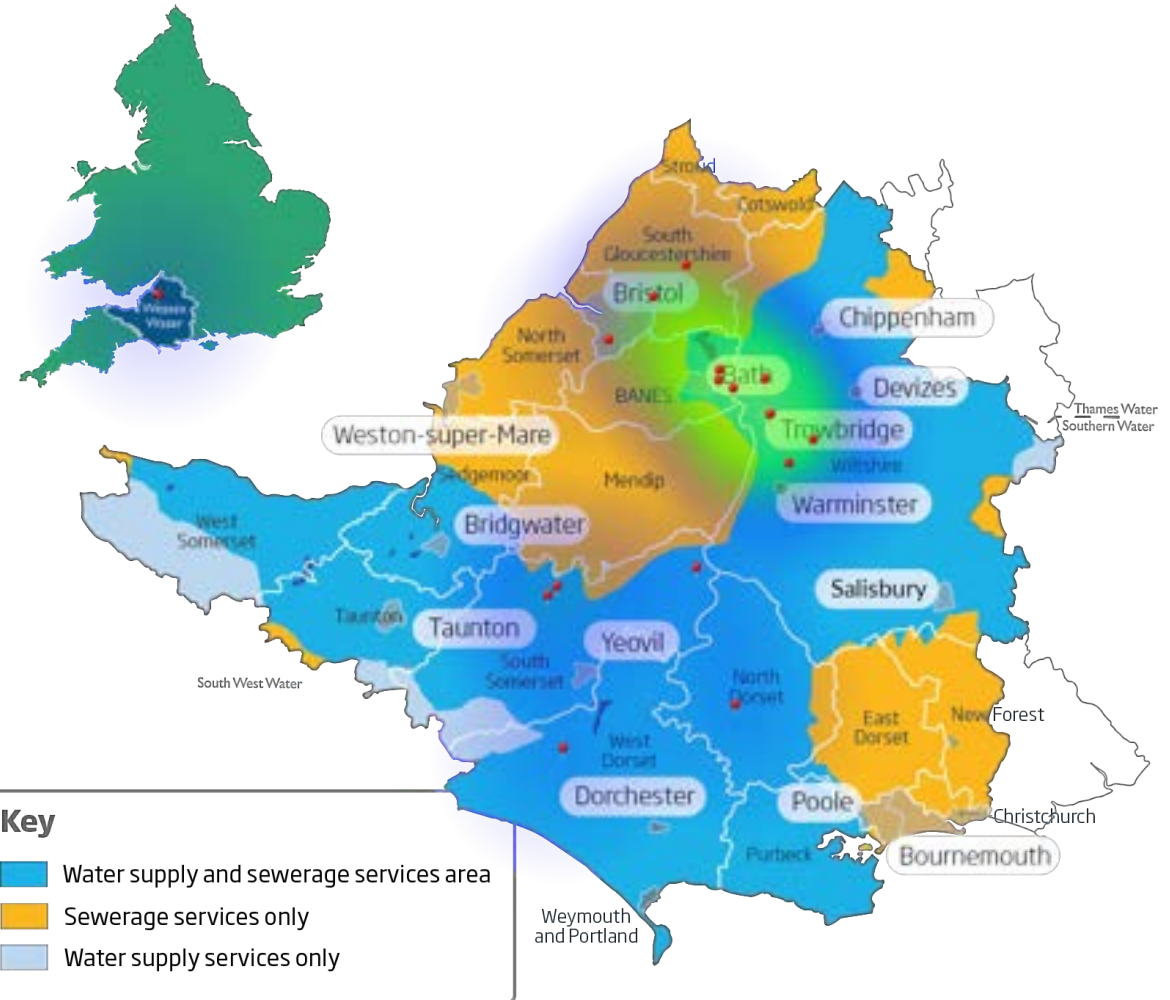 Wessex
Water
Stroud
Cotswold
South
Gloucestershire
Bristol
Chippenham
North
Somerset
Bath
BANES
Devizes
Thames Water
Southern Water
Weston-super-Mare
Trowbridge
Wiltshire
Sedgemoor
Mendip
Warminster
West
Somerset
Bridgwater
Salisbury
Taunton
Taunton
Yeovil
South
Somerset
South West Water
North
Dorset
East
Dorset
New Forest
West
Dorset
Dorchester
Poole
Christchurch
Purbeck
Bournemouth
Weymouth
and Portland
Key
Water supply and sewerage services area
Sewerage services only
Water supply services only